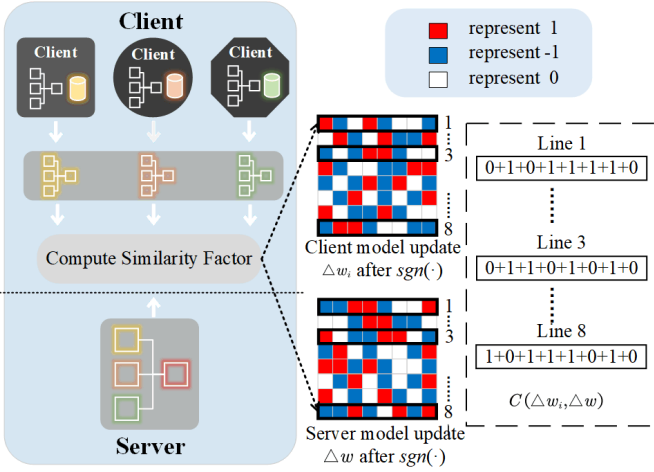 Client
Client
Client
Client
Compute Similarity Factor
Server
represent 1
represent -1
represent 0
1
3
8
Client model update
△wᵢ after sgn(·)
1
3
8
Server model update
△w after sgn(·)
Line 1
0+1+0+1+1+1+1+0
Line 3
0+1+1+0+1+0+1+0
Line 8
1+0+1+1+1+0+1+0
C(△wᵢ,△w)